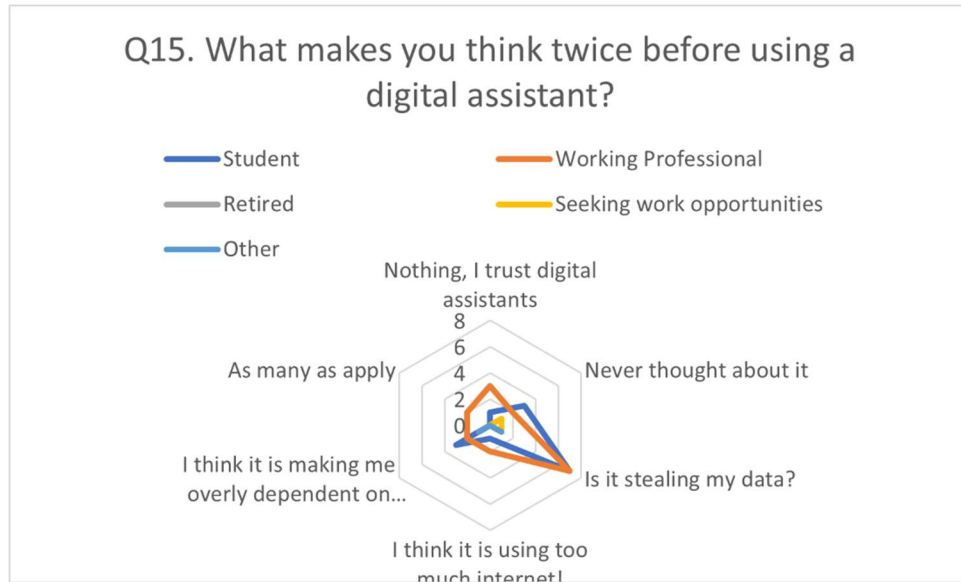 Q15. What makes you think twice before using a
digital assistant?
Student
Working Professional
Retired
Seeking work opportunities
Other
Nothing, I trust digital
assistants
8
6
4
2
0
As many as apply
Never thought about it
I think it is making me
overly dependent on...
Is it stealing my data?
I think it is using too
much internet!